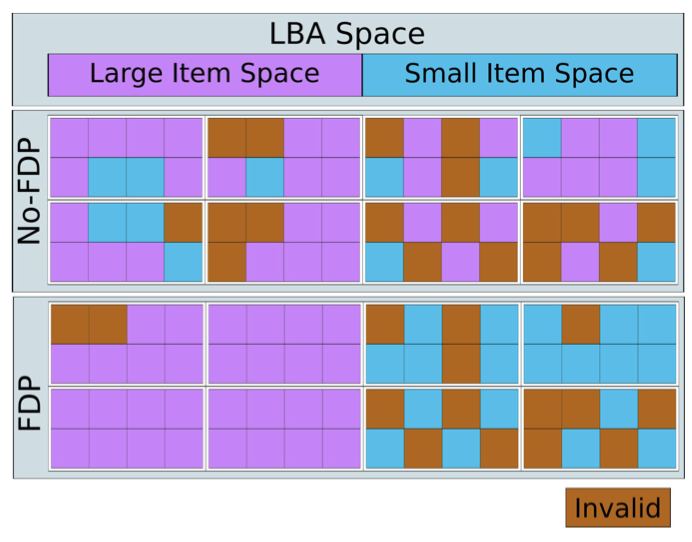 LBA Space
Large Item Space
Small Item Space
No-FDP
FDP
Invalid